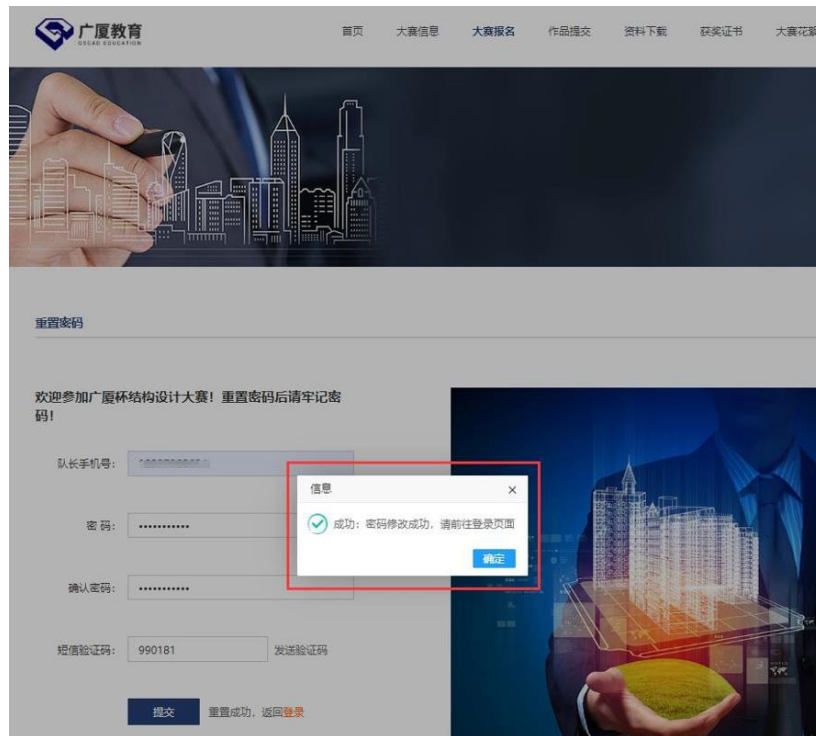 广厦教育
GSCAD EDUCATION
首页 大赛信息 大赛报名 作品提交 资料下载 获奖证书 大赛花絮
重置密码
欢迎参加广厦杯结构设计大赛！重置密码后请牢记密
码！
队长手机号：
密 码： •••••••••••
确认密码： •••••••••••
短信验证码： 990181 发送验证码
提交 重置成功，返回登录
信息 ×
成功：密码修改成功，请前往登录页面
确定